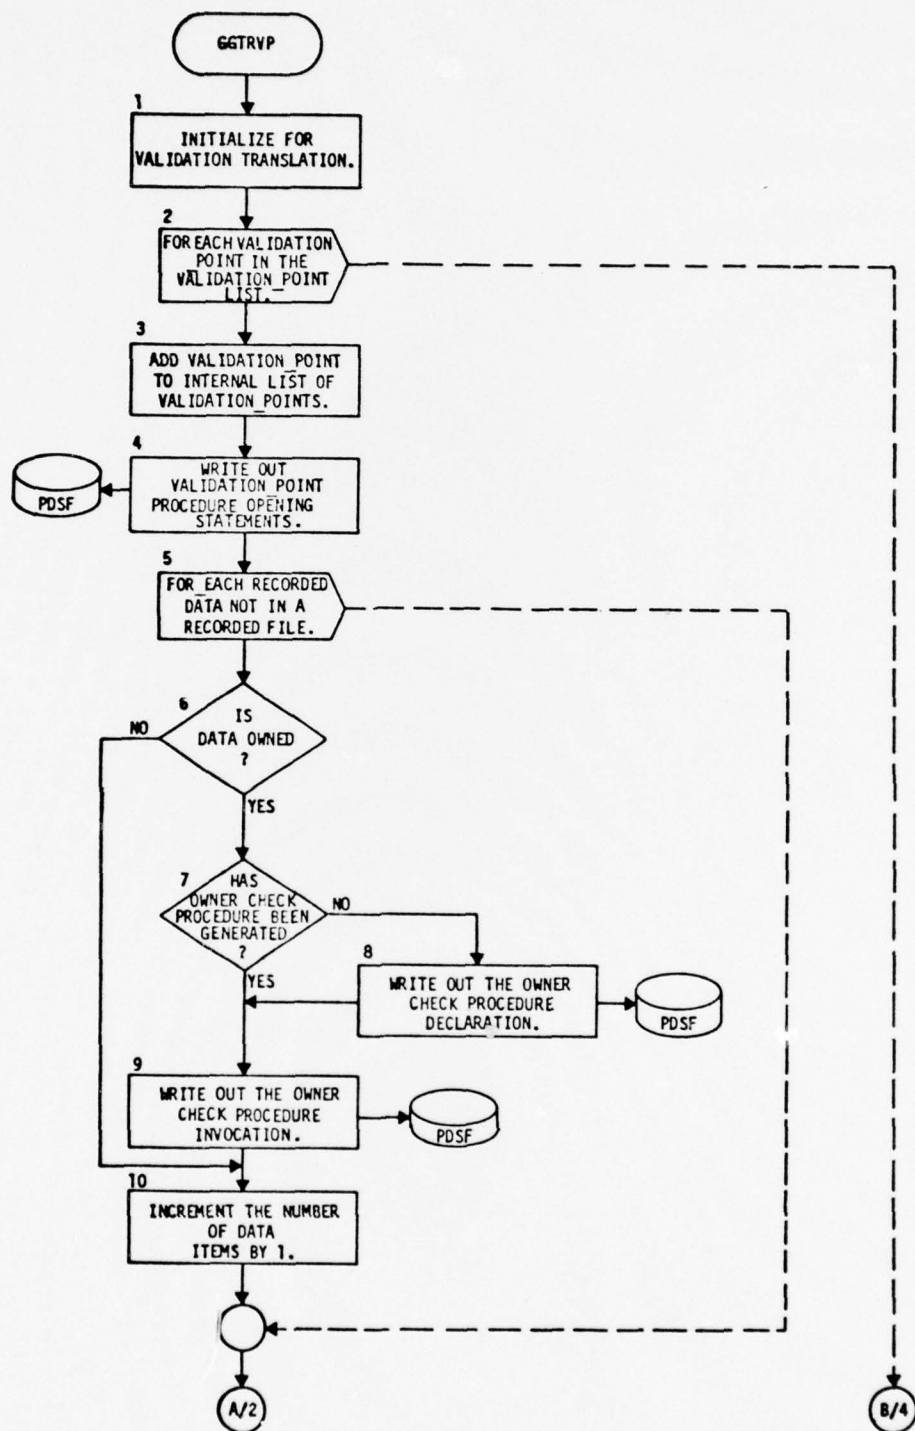 GGTRVP
1
INITIALIZE FOR
VALIDATION TRANSLATION.
2
FOR EACH VALIDATION
POINT IN THE
VALIDATION_POINT
LIST.
3
ADD VALIDATION_POINT
TO INTERNAL LIST OF
VALIDATION_POINTS.
4
WRITE OUT
VALIDATION_POINT
PROCEDURE OPENING
STATEMENTS.
PDSF
5
FOR EACH RECORDED
DATA NOT IN A
RECORDED FILE.
6
IS
DATA OWNED
?
NO
YES
7
HAS
OWNER CHECK
PROCEDURE BEEN
GENERATED
?
NO
YES
8
WRITE OUT THE OWNER
CHECK PROCEDURE
DECLARATION.
PDSF
9
WRITE OUT THE OWNER
CHECK PROCEDURE
INVOCATION.
PDSF
10
INCREMENT THE NUMBER
OF DATA
ITEMS BY 1.
A/2
B/4